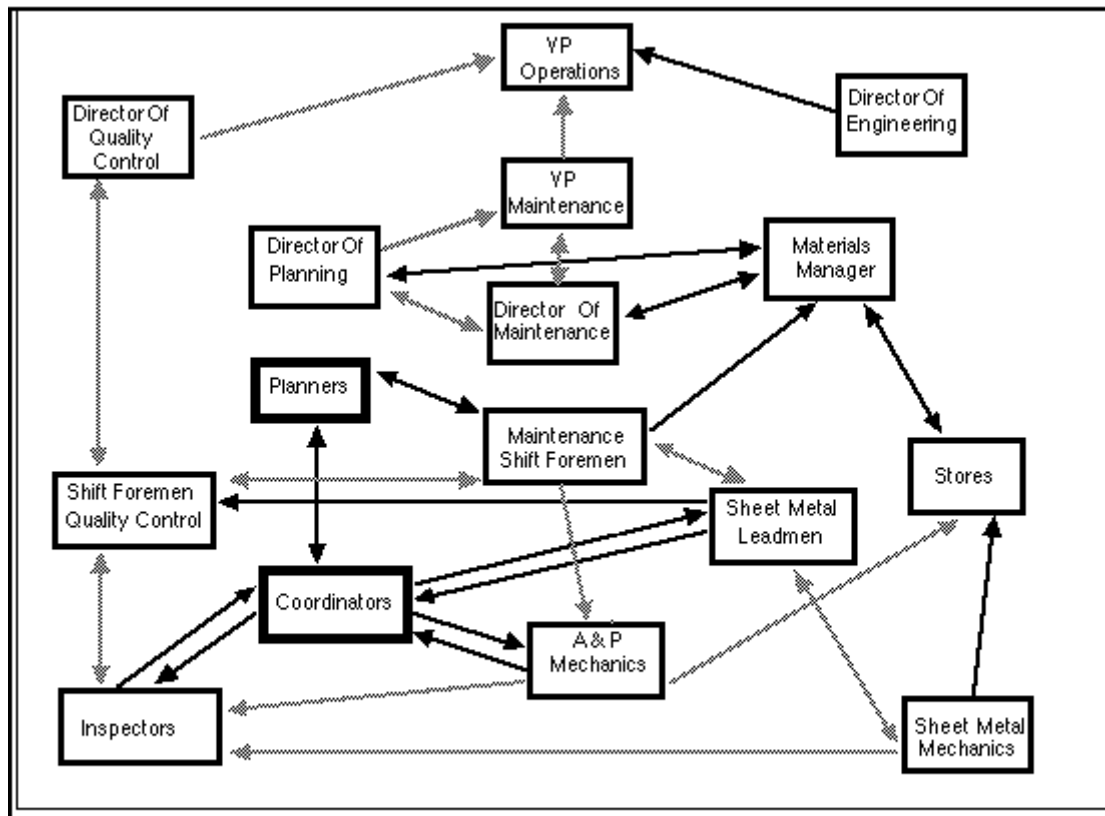 VP
Operations
Director Of
Quality
Control
Director Of
Engineering
VP
Maintenance
Director Of
Planning
Materials
Manager
Director Of
Maintenance
Planners
Maintenance
Shift Foremen
Stores
Shift Foremen
Quality Control
Sheet Metal
Leadmen
Coordinators
A & P
Mechanics
Inspectors
Sheet Metal
Mechanics